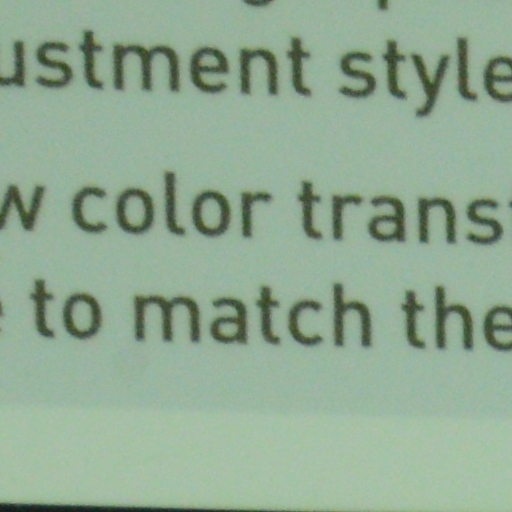 ustment style
w color trans
to match the